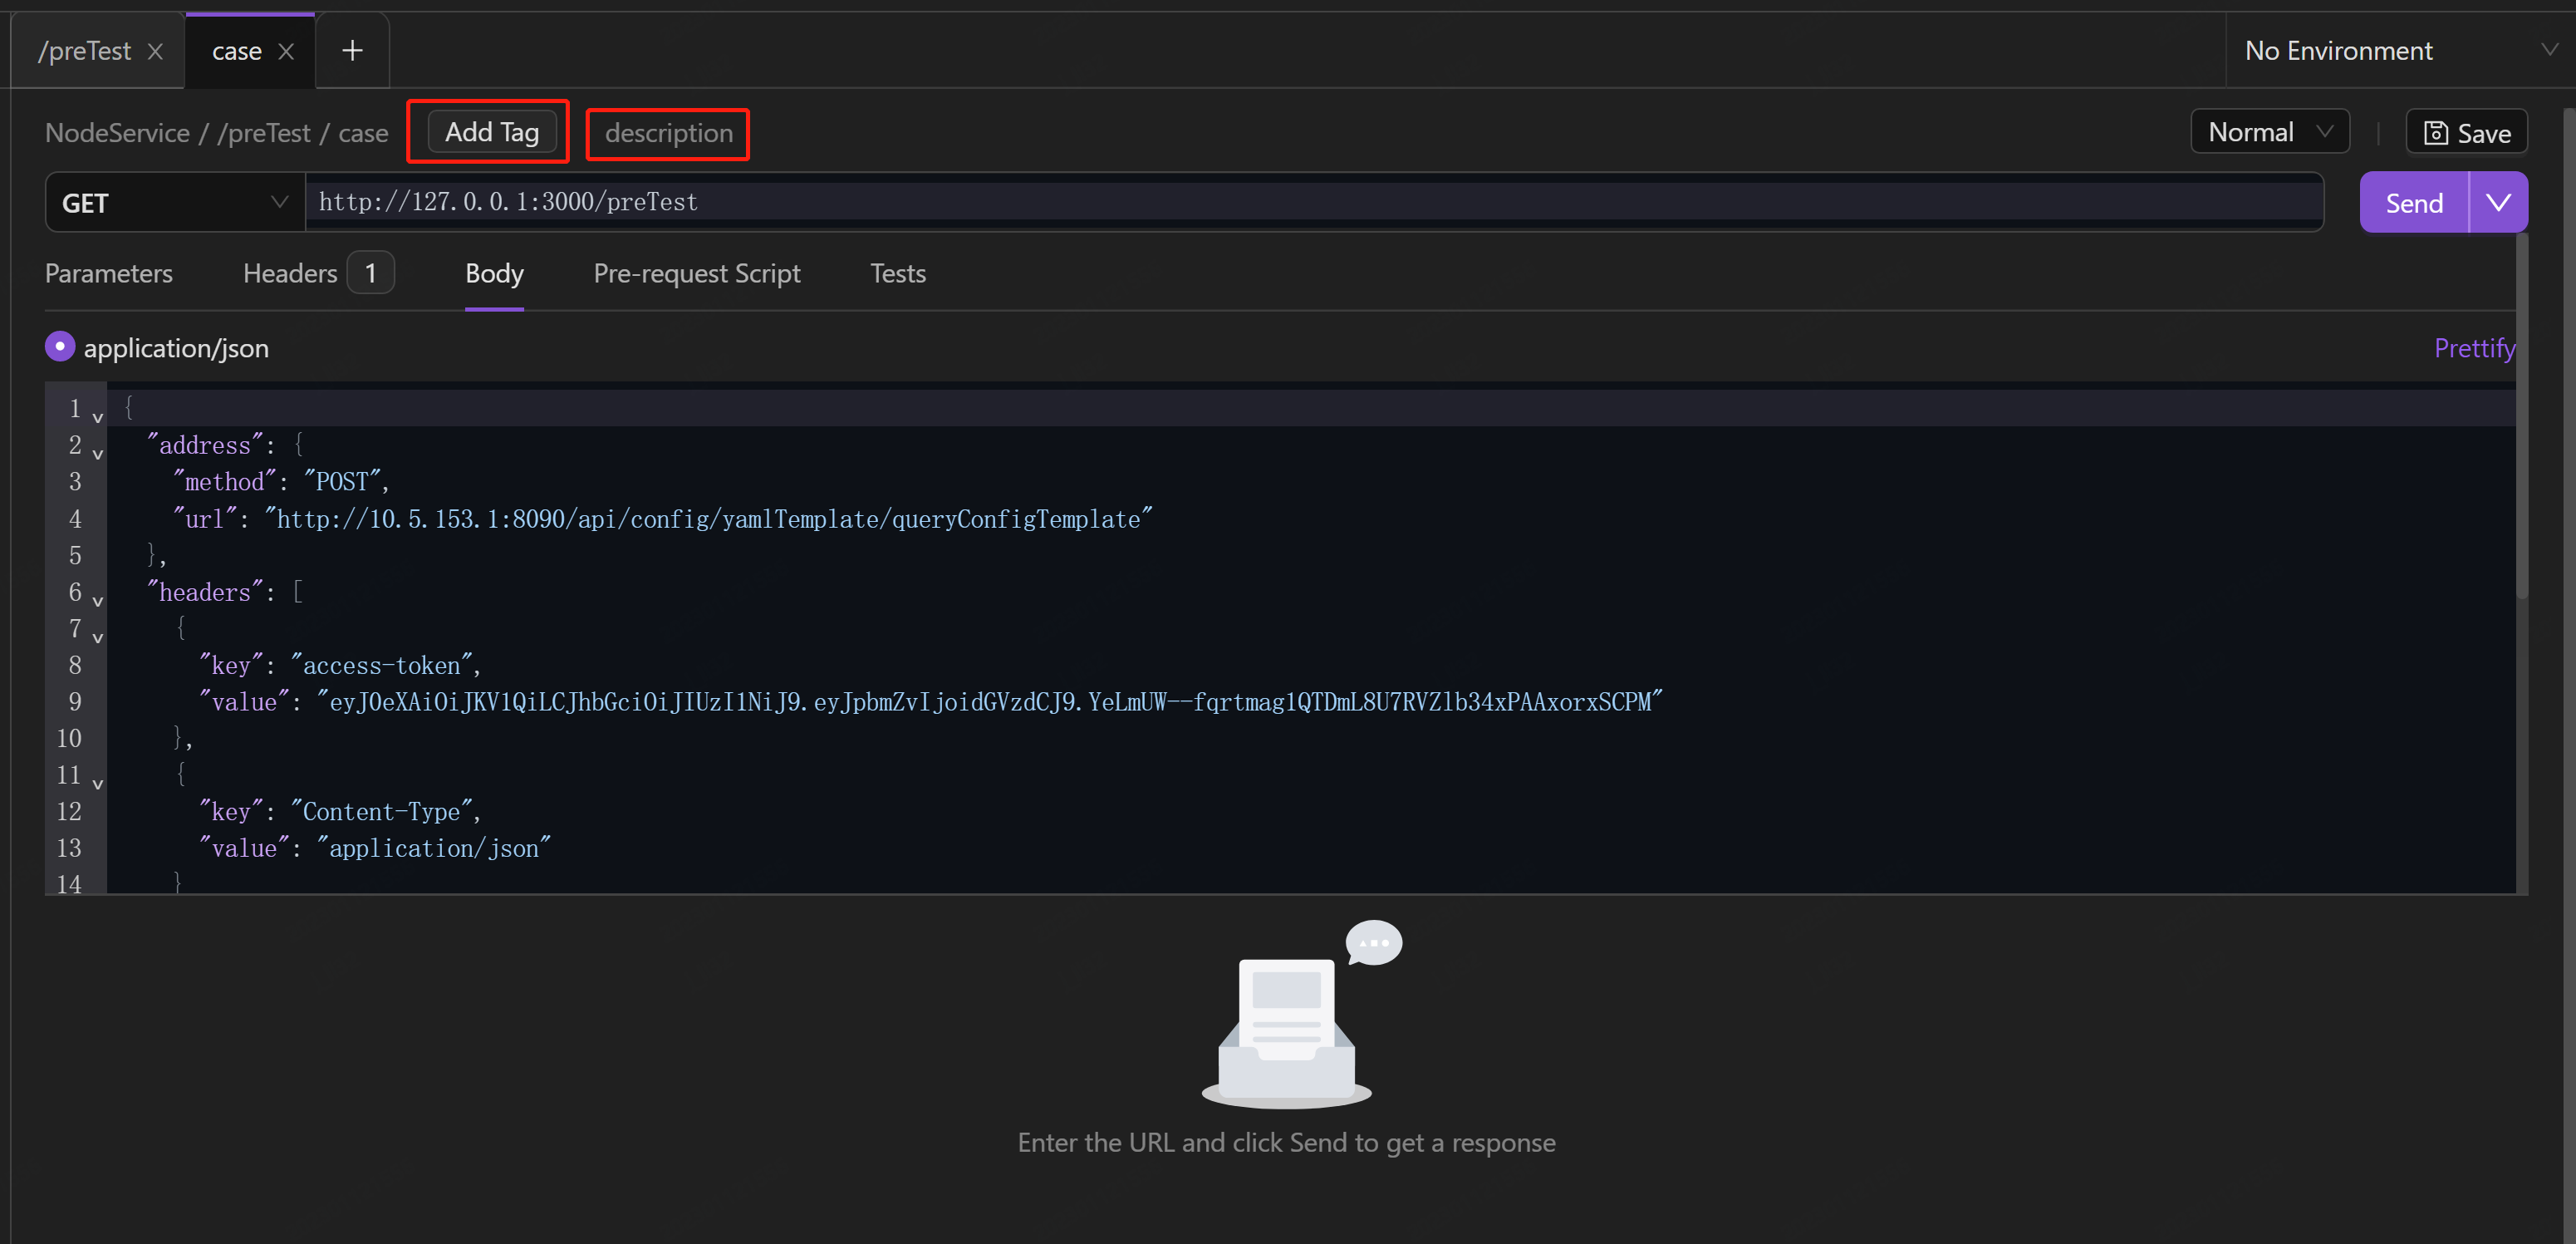 /preTest
case
No Environment
NodeService / /preTest / case
Add Tag
description
Normal
Save
GET
http://127.0.0.1:3000/preTest
Send
Parameters
Headers 1
Body
Pre-request Script
Tests
application/json
Prettify
1 {
2 "address": {
3 "method": "POST",
4 "url": "http://10.5.153.1:8090/api/config/yamlTemplate/queryConfigTemplate"
5 },
6 "headers": [
7 {
8 "key": "access-token",
9 "value": "eyJ0eXAiOiJKV1QiLCJhbGciOiJIUzI1NiJ9.eyJpbmZvIjoidGVzdCJ9.YeLmUW--fqrtmag1QTDmL8U7RVZlb34xPAAxorxSCPM"
10 },
11 {
12 "key": "Content-Type",
13 "value": "application/json"
14 }
Enter the URL and click Send to get a response